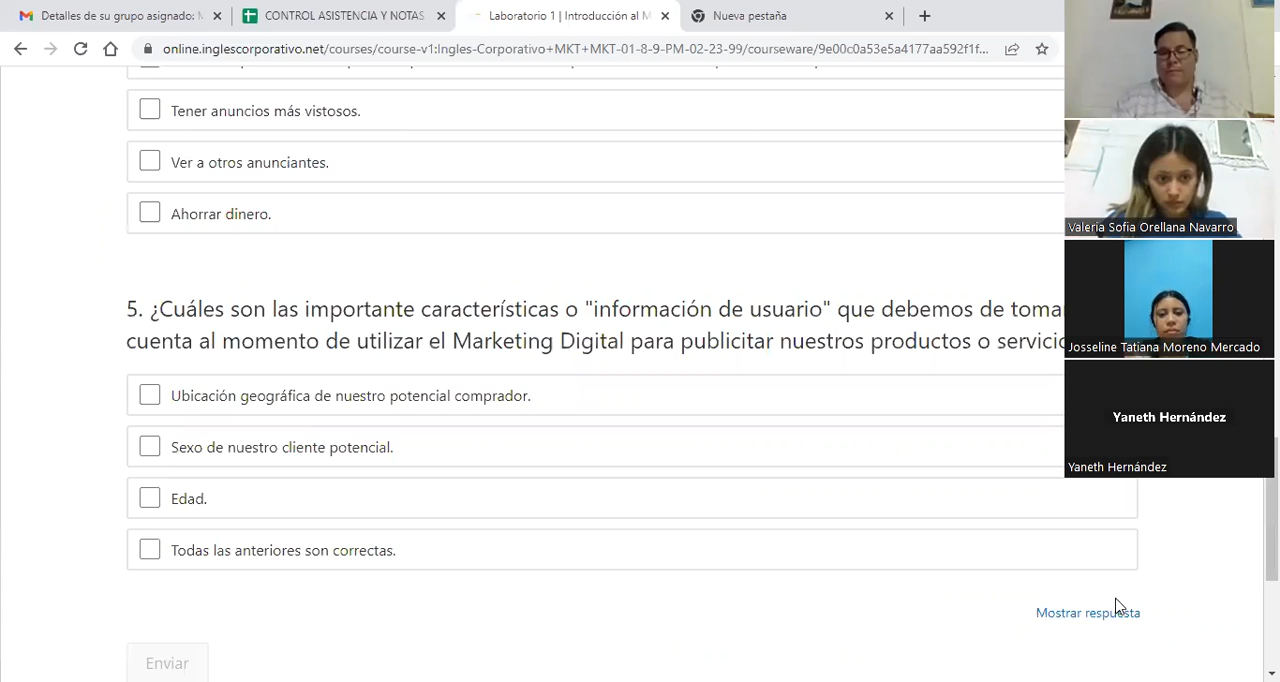 Detalles de su grupo asignado: M
CONTROL ASISTENCIA Y NOTAS
Laboratorio 1 | Introducción al M
Nueva pestaña
online.inglescorporativo.net/courses/course-v1:Ingles-Corporativo+MKT+MKT-01-8-9-PM-02-23-99/courseware/9e00c0a53e5a4177aa592f1f...
Tener anuncios más vistosos.
Ver a otros anunciantes.
Ahorrar dinero.
Valeria Sofia Orellana Navarro
5. ¿Cuáles son las importante características o "información de usuario" que debemos de toma
cuenta al momento de utilizar el Marketing Digital para publicitar nuestros productos o servicio
Josseline Tatiana Moreno Mercado
Ubicación geográfica de nuestro potencial comprador.
Yaneth Hernández
Sexo de nuestro cliente potencial.
Yaneth Hernández
Edad.
Todas las anteriores son correctas.
Mostrar respuesta
Enviar